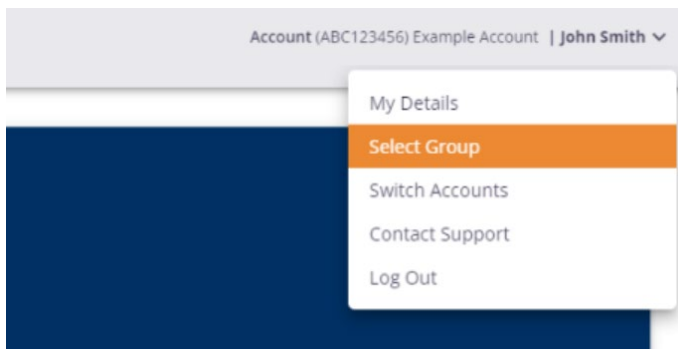 Account (ABC123456) Example Account | John Smith
My Details
Select Group
Switch Accounts
Contact Support
Log Out